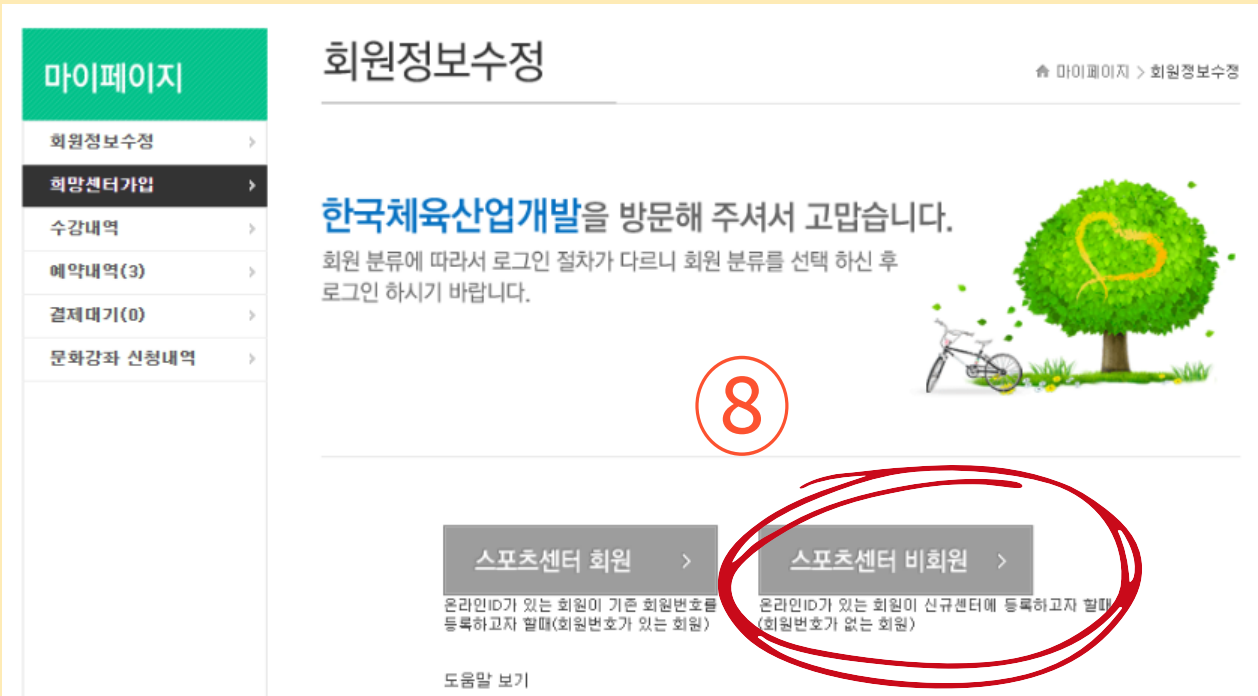 마이페이지
회원정보수정
희망센터가입
수강내역
예약내역(3)
결제대기(0)
문화강좌 신청내역
회원정보수정
마이페이지 > 회원정보수정
한국체육산업개발을 방문해 주셔서 고맙습니다.
회원 분류에 따라서 로그인 절차가 다르니 회원 분류를 선택 하신 후
로그인 하시기 바랍니다.
⑧
스포츠센터 회원 >
온라인ID가 있는 회원이 기존 회원번호를
등록하고자 할때(회원번호가 있는 회원)
스포츠센터 비회원 >
온라인ID가 있는 회원이 신규센터에 등록하고자 할때
(회원번호가 없는 회원)
도움말 보기